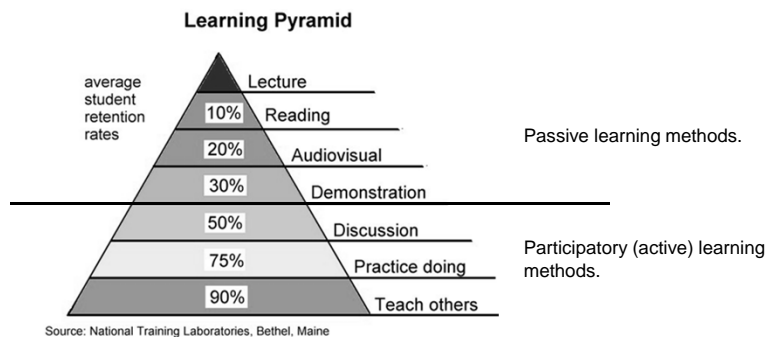 Learning Pyramid
average
student
retention
rates
Lecture
10% Reading
20% Audiovisual
30% Demonstration
50% Discussion
75% Practice doing
90% Teach others
Passive learning methods.
Participatory (active) learning
methods.
Source: National Training Laboratories, Bethel, Maine